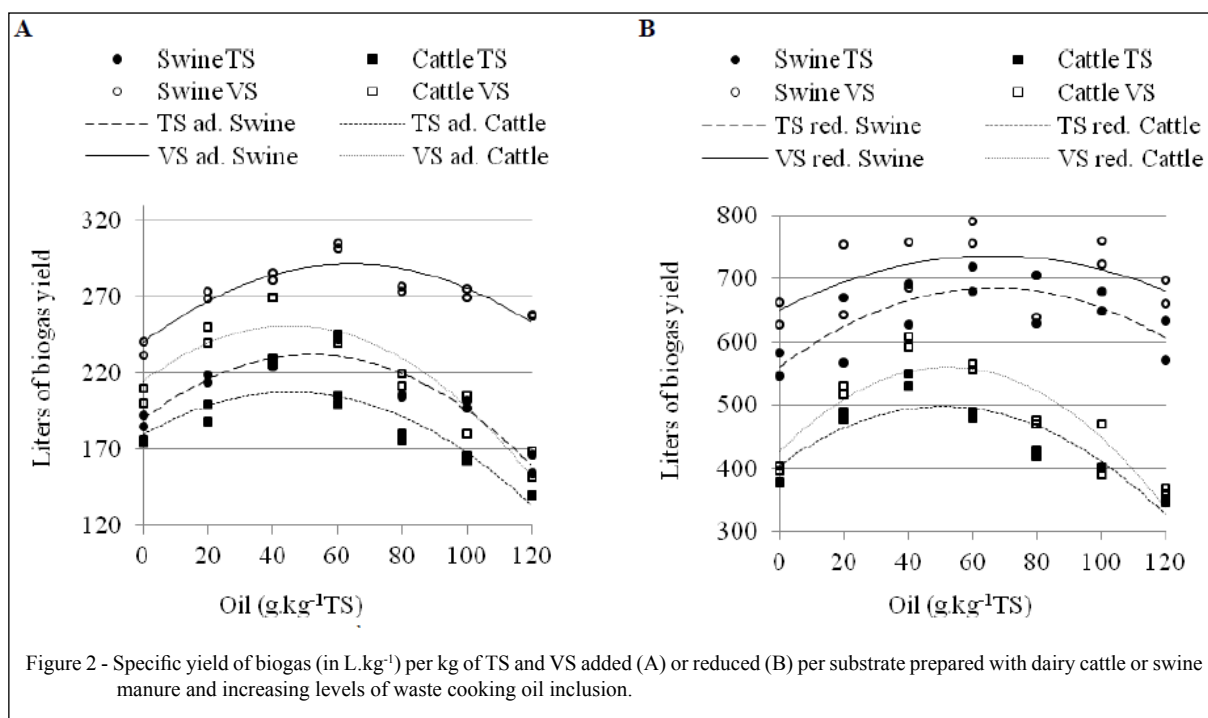 A
Swine TS
Cattle TS
Swine VS
Cattle VS
TS ad. Swine
TS ad. Cattle
VS ad. Swine
VS ad. Cattle
Liters of biogas yield
320
270
220
170
120
0 20 40 60 80 100 120
Oil (g.kg⁻¹TS)
B
Swine TS
Cattle TS
Swine VS
Cattle VS
TS red. Swine
TS red. Cattle
VS red. Swine
VS red. Cattle
Liters of biogas yield
800
700
600
500
400
300
0 20 40 60 80 100 120
Oil (g.kg⁻¹TS)
Figure 2 - Specific yield of biogas (in L.kg⁻¹) per kg of TS and VS added (A) or reduced (B) per substrate prepared with dairy cattle or swine
manure and increasing levels of waste cooking oil inclusion.